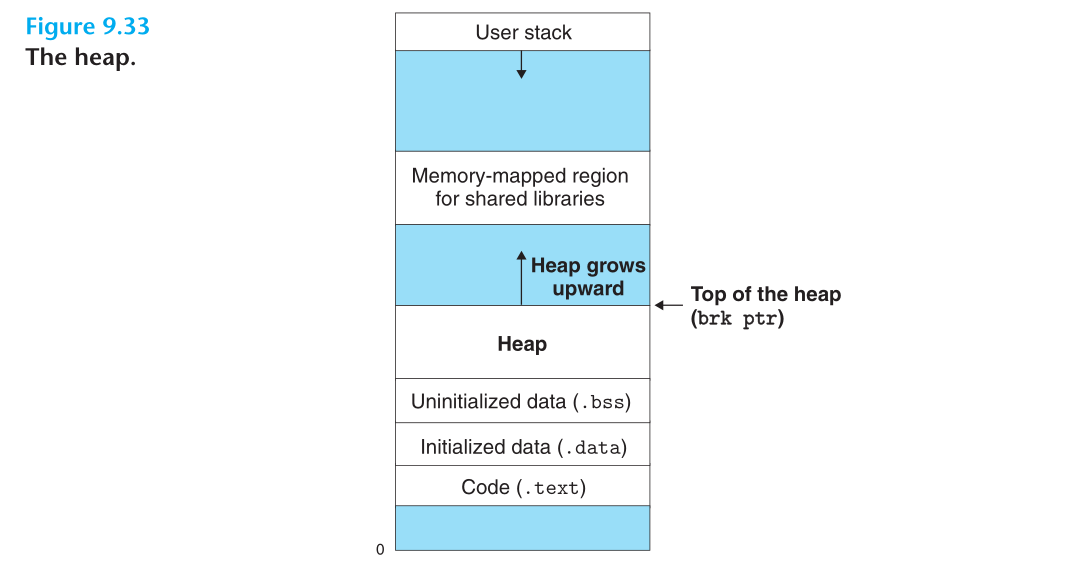 Figure 9.33
The heap.
User stack
Memory-mapped region
for shared libraries
Heap grows
upward
Top of the heap
(brk ptr)
Heap
Uninitialized data (.bss)
Initialized data (.data)
Code (.text)
0